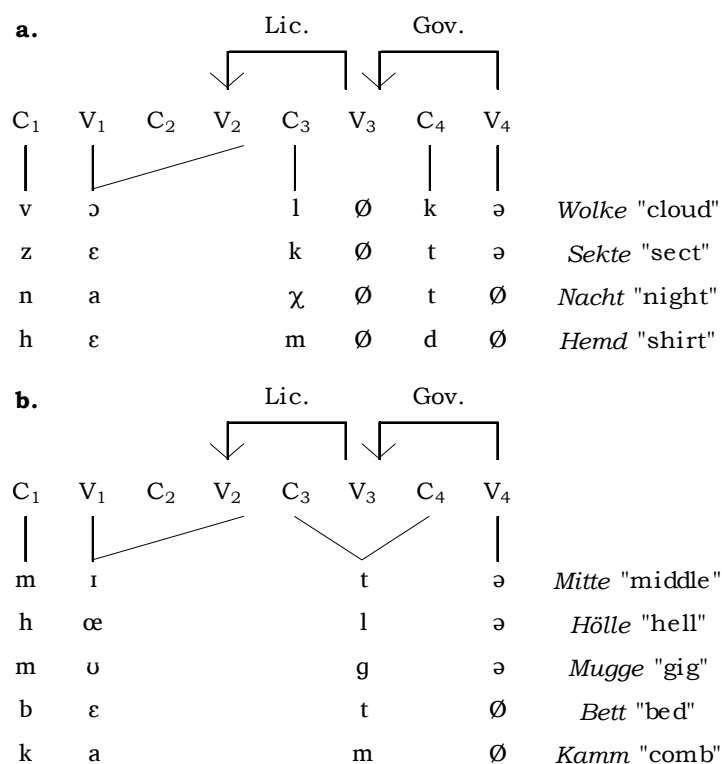 a.
Lic. Gov.
C₁ V₁ C₂ V₂ C₃ V₃ C₄ V₄
v ɔ l Ø k ə Wolke "cloud"
z ɛ k Ø t ə Sekte "sect"
n a χ Ø t Ø Nacht "night"
h ɛ m Ø d Ø Hemd "shirt"
b.
Lic. Gov.
C₁ V₁ C₂ V₂ C₃ V₃ C₄ V₄
m ɪ t ə Mitte "middle"
h œ l ə Hölle "hell"
m ʊ ɡ ə Mugge "gig"
b ɛ t Ø Bett "bed"
k a m Ø Kamm "comb"